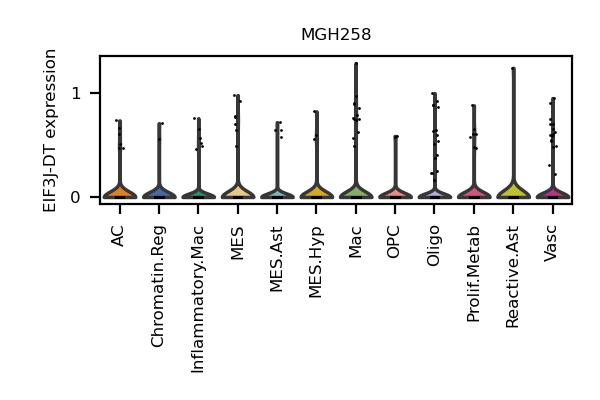 MGH258
EIF3J-DT expression
1
0
AC
Chromatin.Reg
Inflammatory.Mac
MES
MES.Ast
MES.Hyp
Mac
OPC
Oligo
Prolif.Metab
Reactive.Ast
Vasc